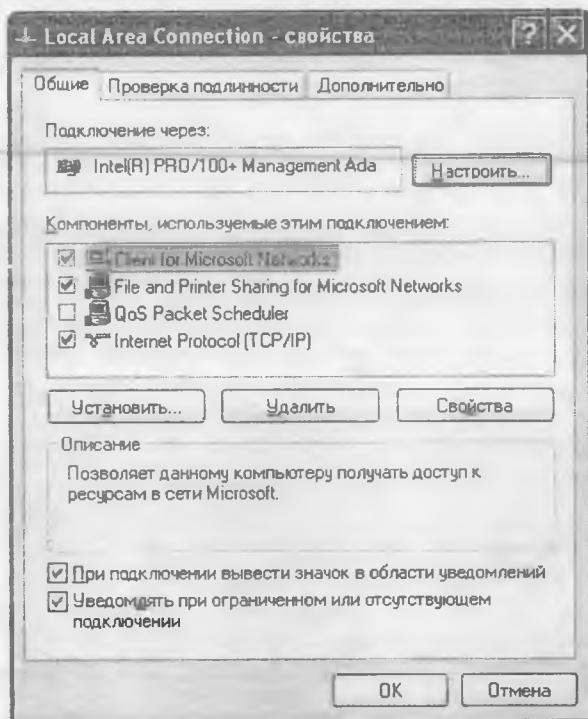 Local Area Connection - свойства
Общие Проверка подлинности Дополнительно
Подключение через:
Intel(R) PRO/100+ Management Ada Настроить...
Компоненты, используемые этим подключением:
Client for Microsoft Networks
File and Printer Sharing for Microsoft Networks
QoS Packet Scheduler
Internet Protocol (TCP/IP)
Установить... Удалить Свойства
Описание
Позволяет данному компьютеру получать доступ к
ресурсам в сети Microsoft.
При подключении вывести значок в области уведомлений
Уведомлять при ограниченном или отсутствующем
подключении
OK Отмена